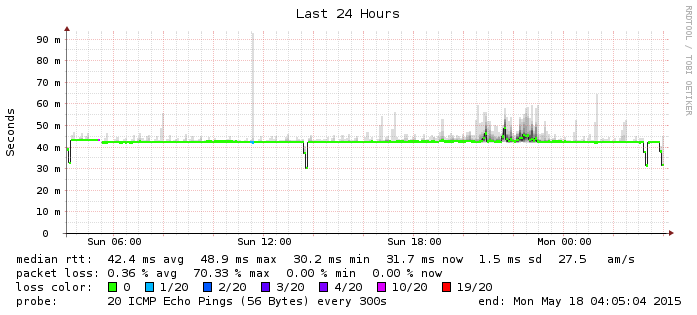 Last 24 Hours
RRDTOOL / TOBI OETIKER
Seconds
90 m
80 m
70 m
60 m
50 m
40 m
30 m
20 m
10 m
0
Sun 06:00 Sun 12:00 Sun 18:00 Mon 00:00
median rtt: 42.4 ms avg 48.9 ms max 30.2 ms min 31.7 ms now 1.5 ms sd 27.5 am/s
packet loss: 0.36 % avg 70.33 % max 0.00 % min 0.00 % now
loss color: 0 1/20 2/20 3/20 4/20 10/20 19/20
probe: 20 ICMP Echo Pings (56 Bytes) every 300s end: Mon May 18 04:05:04 2015